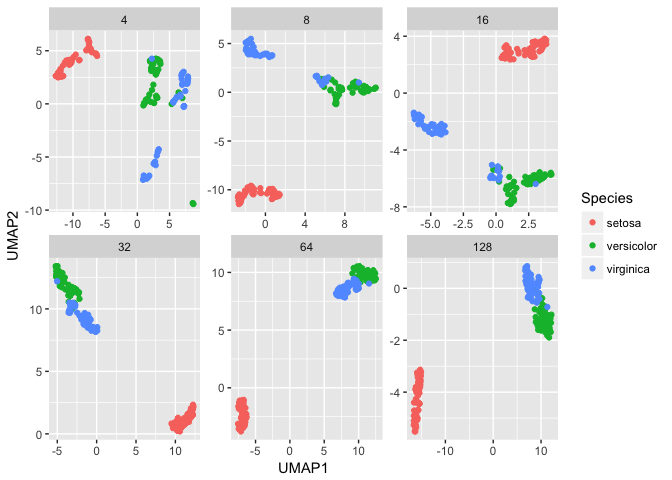 4 8 16
5 0 -5 -10
-10 -5 0 5
5 0 -5 -10
0 4 8
4 0 -4 -8
-5.0 -2.5 0.0 2.5
UMAP2
Species
setosa
versicolor
virginica
32 64 128
10 5 0
-5 0 5 10
10 5 0
-5 0 5 10
0 -2 -4
-10 0 10
UMAP1